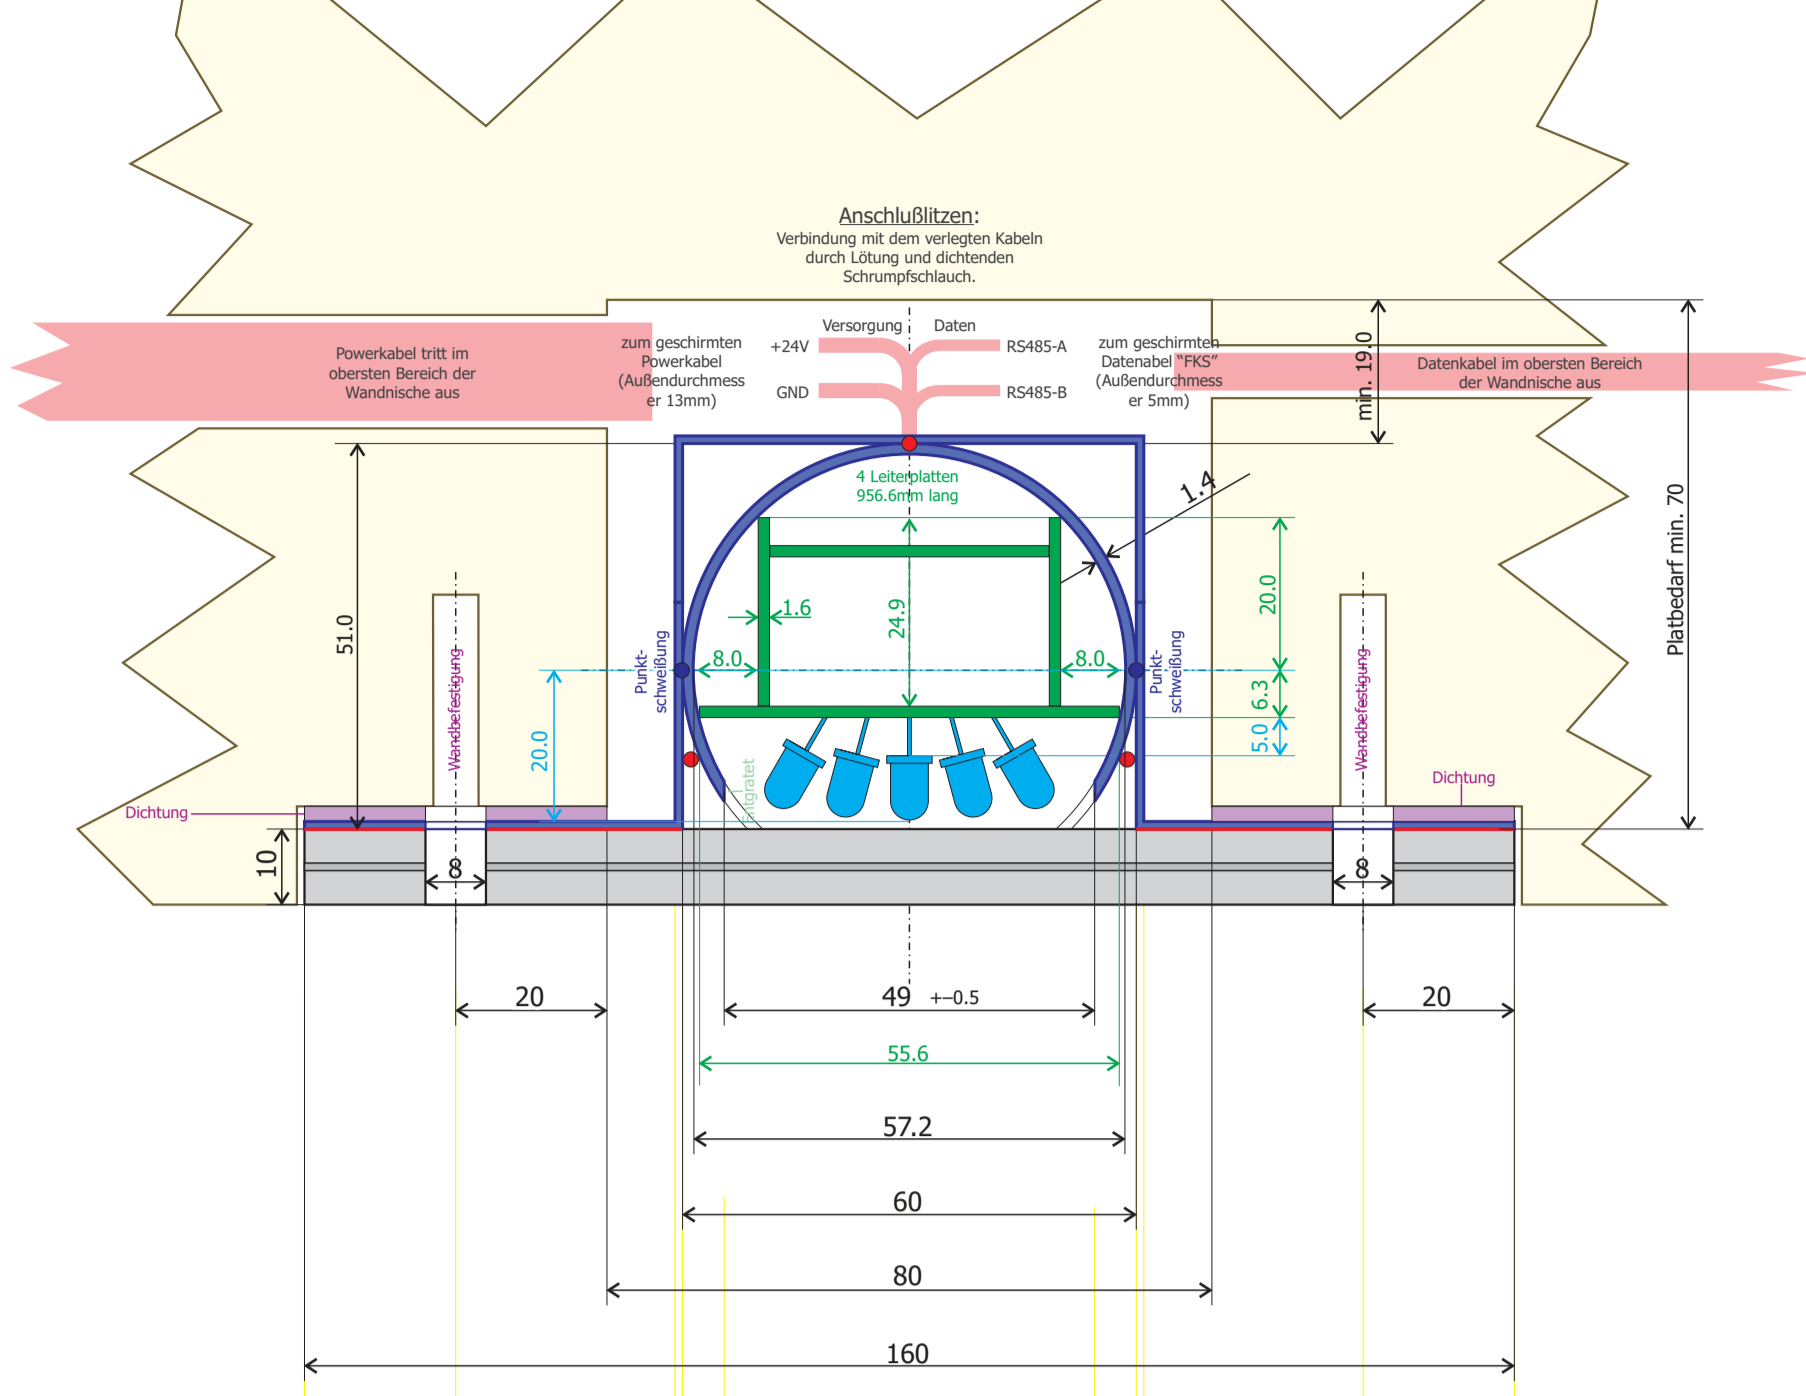 Anschlußlitzen:
Verbindung mit dem verlegten Kabeln
durch Lötung und dichtenden
Schrumpfschlauch.
Versorgung
Daten
+24V
GND
RS485-A
RS485-B
Powerkabel tritt im
obersten Bereich der
Wandnische aus
zum geschirmten
Powerkabel
(Außendurchmess
er 13mm)
zum geschirmten
Datenabel “FKS”
(Außendurchmess
er 5mm)
Datenkabel im obersten Bereich
der Wandnische aus
min. 19.0
Platbedarf min. 70
4 Leiterplatten
956.6mm lang
1.4
51.0
1.6
24.9
20.0
8.0
8.0
6.3
5.0
20.0
Punkt-
schweißung
Punkt-
schweißung
Wandbefestigung
Wandbefestigung
Entgratet
Dichtung
Dichtung
10
8
8
20
49 +–0.5
20
55.6
57.2
60
80
160